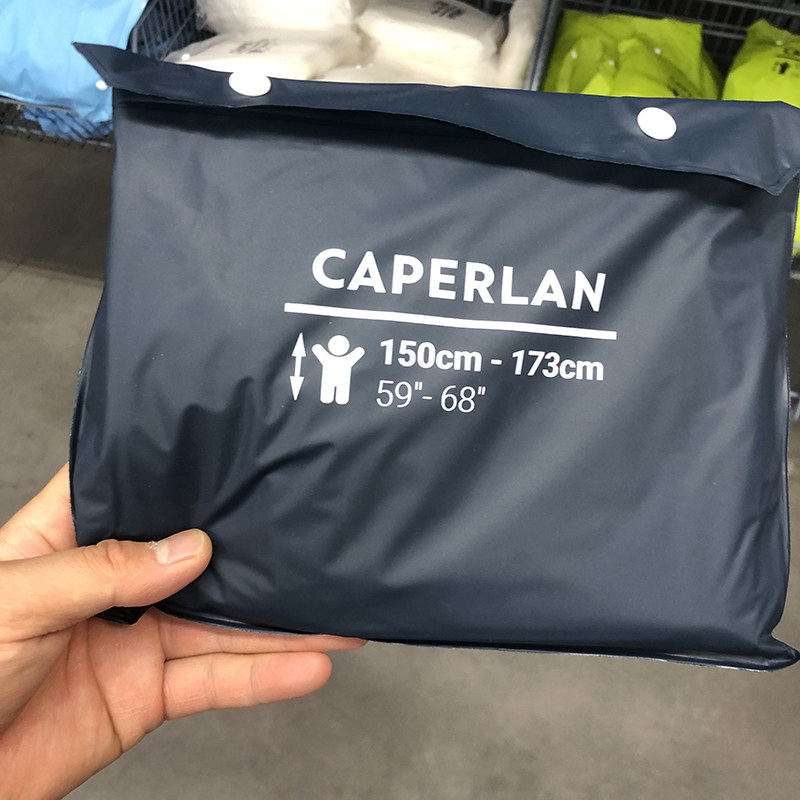 CAPERLAN
150cm - 173cm
59"- 68"